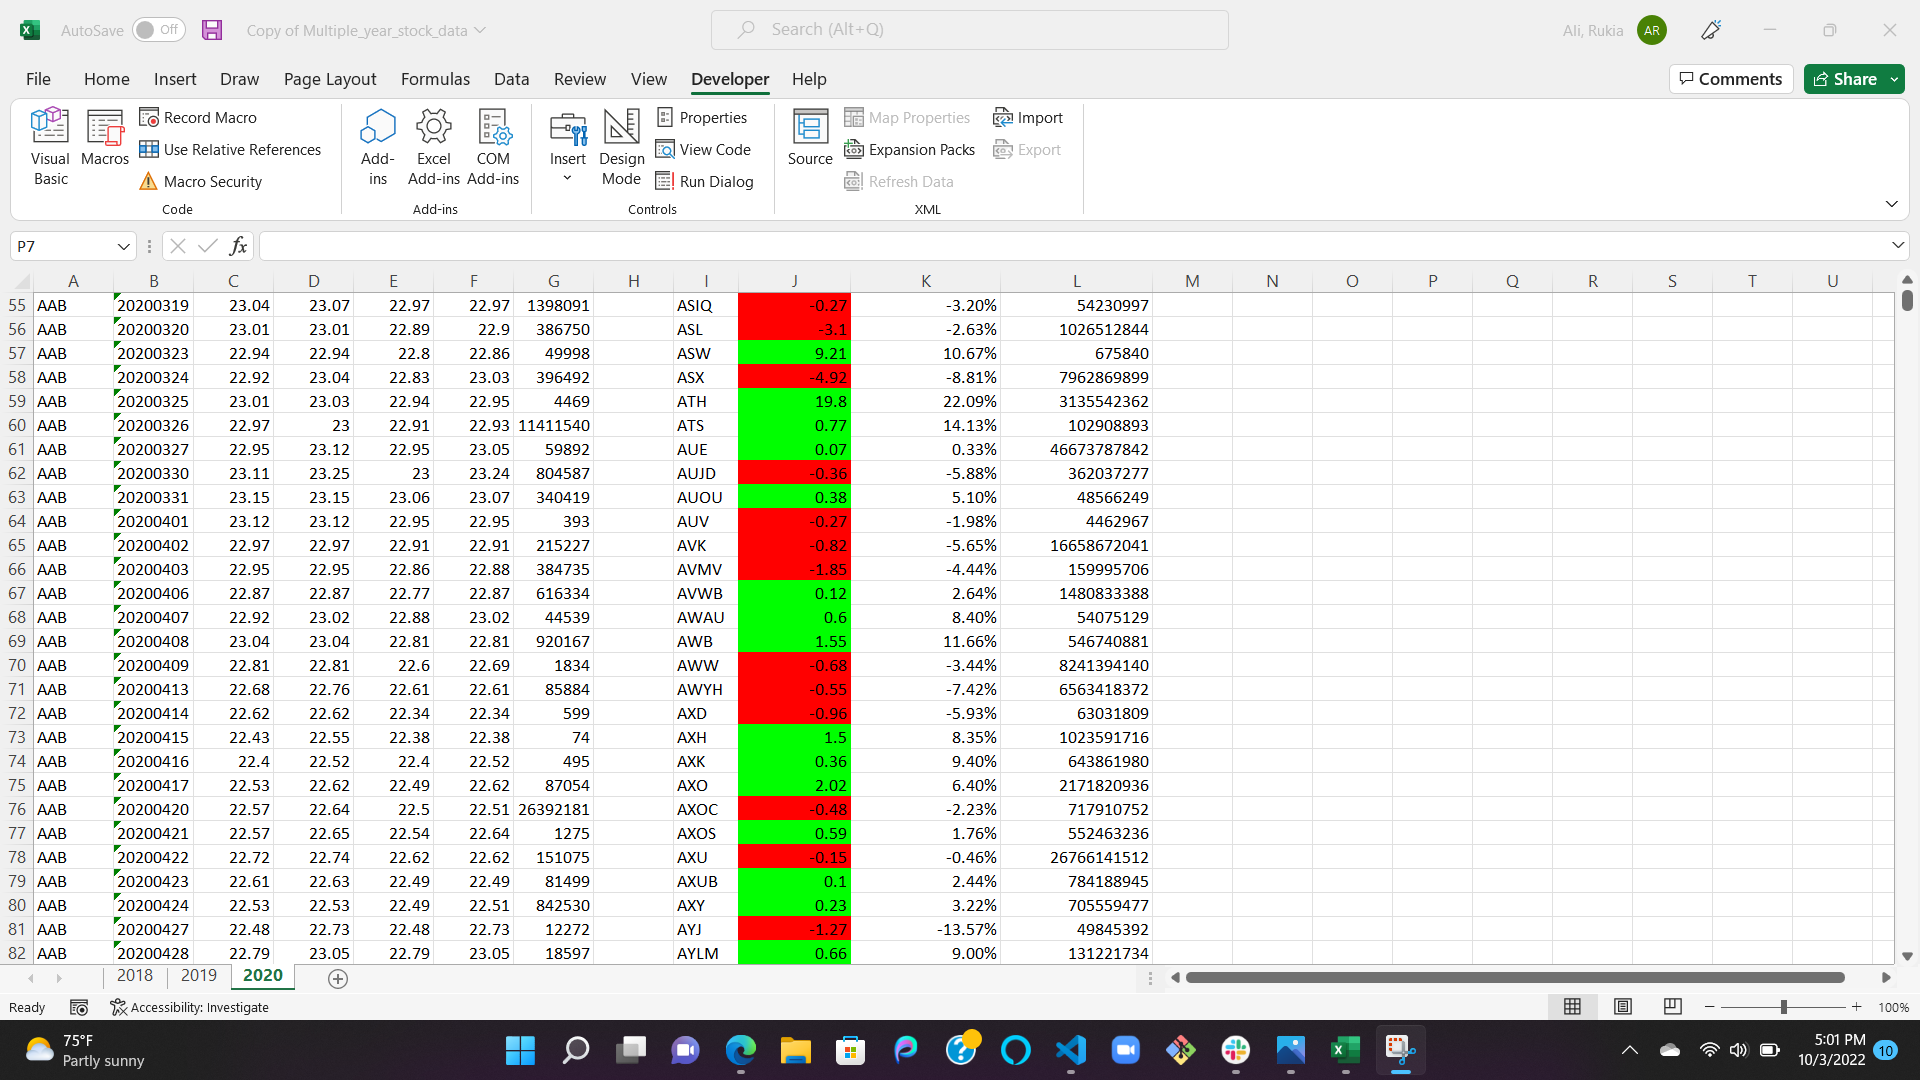 AutoSave Off Copy of Multiple_year_stock_data Search (Alt+Q) Ali, Rukia AR
File Home Insert Draw Page Layout Formulas Data Review View Developer Help Comments Share
Visual Basic Macros Record Macro Use Relative References Macro Security Code
Add-ins Excel Add-ins COM Add-ins Add-ins
Insert Design Mode Properties View Code Run Dialog Controls
Source Map Properties Expansion Packs Refresh Data Import Export XML
P7 fx
A B C D E F G H I J K L M N O P Q R S T U
55 AAB 20200319 23.04 23.07 22.97 22.97 1398091 ASIQ -0.27 -3.20% 54230997
56 AAB 20200320 23.01 23.01 22.89 22.9 386750 ASL -3.1 -2.63% 1026512844
57 AAB 20200323 22.94 22.94 22.8 22.86 49998 ASW 9.21 10.67% 675840
58 AAB 20200324 22.92 23.04 22.83 23.03 396492 ASX -4.92 -8.81% 7962869899
59 AAB 20200325 23.01 23.03 22.94 22.95 4469 ATH 19.8 22.09% 3135542362
60 AAB 20200326 22.97 23 22.91 22.93 11411540 ATS 0.77 14.13% 102908893
61 AAB 20200327 22.95 23.12 22.95 23.05 59892 AUE 0.07 0.33% 46673787842
62 AAB 20200330 23.11 23.25 23 23.24 804587 AUJD -0.36 -5.88% 362037277
63 AAB 20200331 23.15 23.15 23.06 23.07 340419 AUOU 0.38 5.10% 48566249
64 AAB 20200401 23.12 23.12 22.95 22.95 393 AUV -0.27 -1.98% 4462967
65 AAB 20200402 22.97 22.97 22.91 22.91 215227 AVK -0.82 -5.65% 16658672041
66 AAB 20200403 22.95 22.95 22.86 22.88 384735 AVMV -1.85 -4.44% 159995706
67 AAB 20200406 22.87 22.87 22.77 22.87 616334 AVWB 0.12 2.64% 1480833388
68 AAB 20200407 22.92 23.02 22.88 23.02 44539 AWAU 0.6 8.40% 54075129
69 AAB 20200408 23.04 23.04 22.81 22.81 920167 AWB 1.55 11.66% 546740881
70 AAB 20200409 22.81 22.81 22.6 22.69 1834 AWW -0.68 -3.44% 8241394140
71 AAB 20200413 22.68 22.76 22.61 22.61 85884 AWYH -0.55 -7.42% 6563418372
72 AAB 20200414 22.62 22.62 22.34 22.34 599 AXD -0.96 -5.93% 63031809
73 AAB 20200415 22.43 22.55 22.38 22.38 74 AXH 1.5 8.35% 1023591716
74 AAB 20200416 22.4 22.52 22.4 22.52 495 AXK 0.36 9.40% 643861980
75 AAB 20200417 22.53 22.62 22.49 22.62 87054 AXO 2.02 6.40% 2171820936
76 AAB 20200420 22.57 22.64 22.5 22.51 26392181 AXOC -0.48 -2.23% 717910752
77 AAB 20200421 22.57 22.65 22.54 22.64 1275 AXOS 0.59 1.76% 552463236
78 AAB 20200422 22.72 22.74 22.62 22.62 151075 AXU -0.15 -0.46% 26766141512
79 AAB 20200423 22.61 22.63 22.49 22.49 81499 AXUB 0.1 2.44% 784188945
80 AAB 20200424 22.53 22.53 22.49 22.51 842530 AXY 0.23 3.22% 705559477
81 AAB 20200427 22.48 22.73 22.48 22.73 12272 AYJ -1.27 -13.57% 49845392
82 AAB 20200428 22.79 23.05 22.79 23.05 18597 AYLM 0.66 9.00% 131221734
2018 2019 2020
Ready Accessibility: Investigate 100%
75°F
Partly sunny
5:01 PM
10/3/2022 10